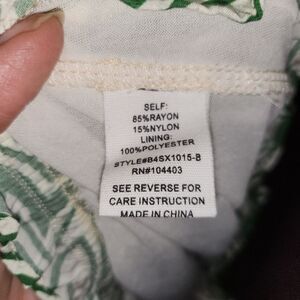 SELF:
85%RAYON
15%NYLON
LINING:
100%POLYESTER
STYLE#B4SX1015-B
RN#104403
SEE REVERSE FOR
CARE INSTRUCTION
MADE IN CHINA